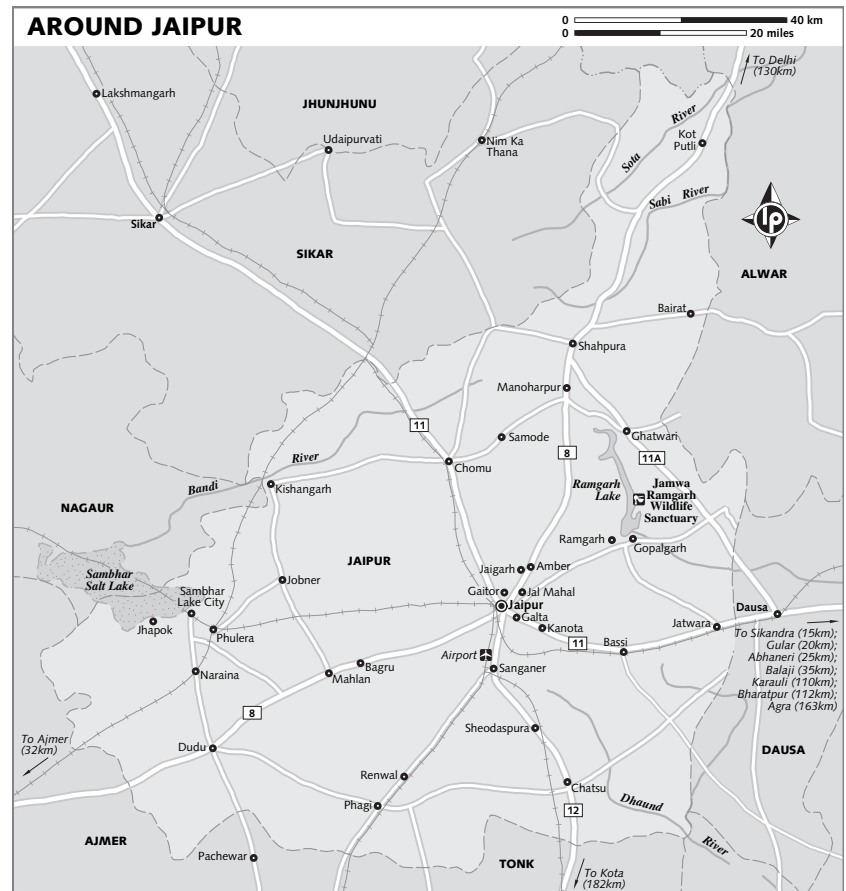 AROUND JAIPUR
0 40 km
0 20 miles
To Delhi
(130km)
Lakshmangarh
JHUNJHUNU
Udaipurvati
Nim Ka
Thana
Sota River
Kot
Putli
Sabi River
lp
Sikar
SIKAR
ALWAR
Bairat
Shahpura
Manoharpur
11
Samode
Ghatwari
8
11A
Chomu
Bandi River
Kishangarh
Ramgarh
Lake
Jamwa
Ramgarh
Wildlife
Sanctuary
NAGAUR
Ramgarh
Gopalgarh
JAIPUR
Sambhar
Salt Lake
Jobner
Jaigarh
Amber
Gaitor
Jal Mahal
Sambhar
Lake City
Jaipur
Dausa
Jhapok
Phulera
Galta
Kanota
Jatwara
11
Bassi
To Sikandra (15km);
Gular (20km);
Abhaneri (25km);
Balaji (35km);
Karauli (110km);
Bharatpur (112km);
Agra (163km)
Airport
Sanganer
Naraina
Mahlan
Bagru
8
Sheodaspura
To Ajmer
(32km)
Dudu
DAUSA
Renwal
Chatsu
Phagi
12
Dhaund River
AJMER
Pachewar
TONK
To Kota
(182km)